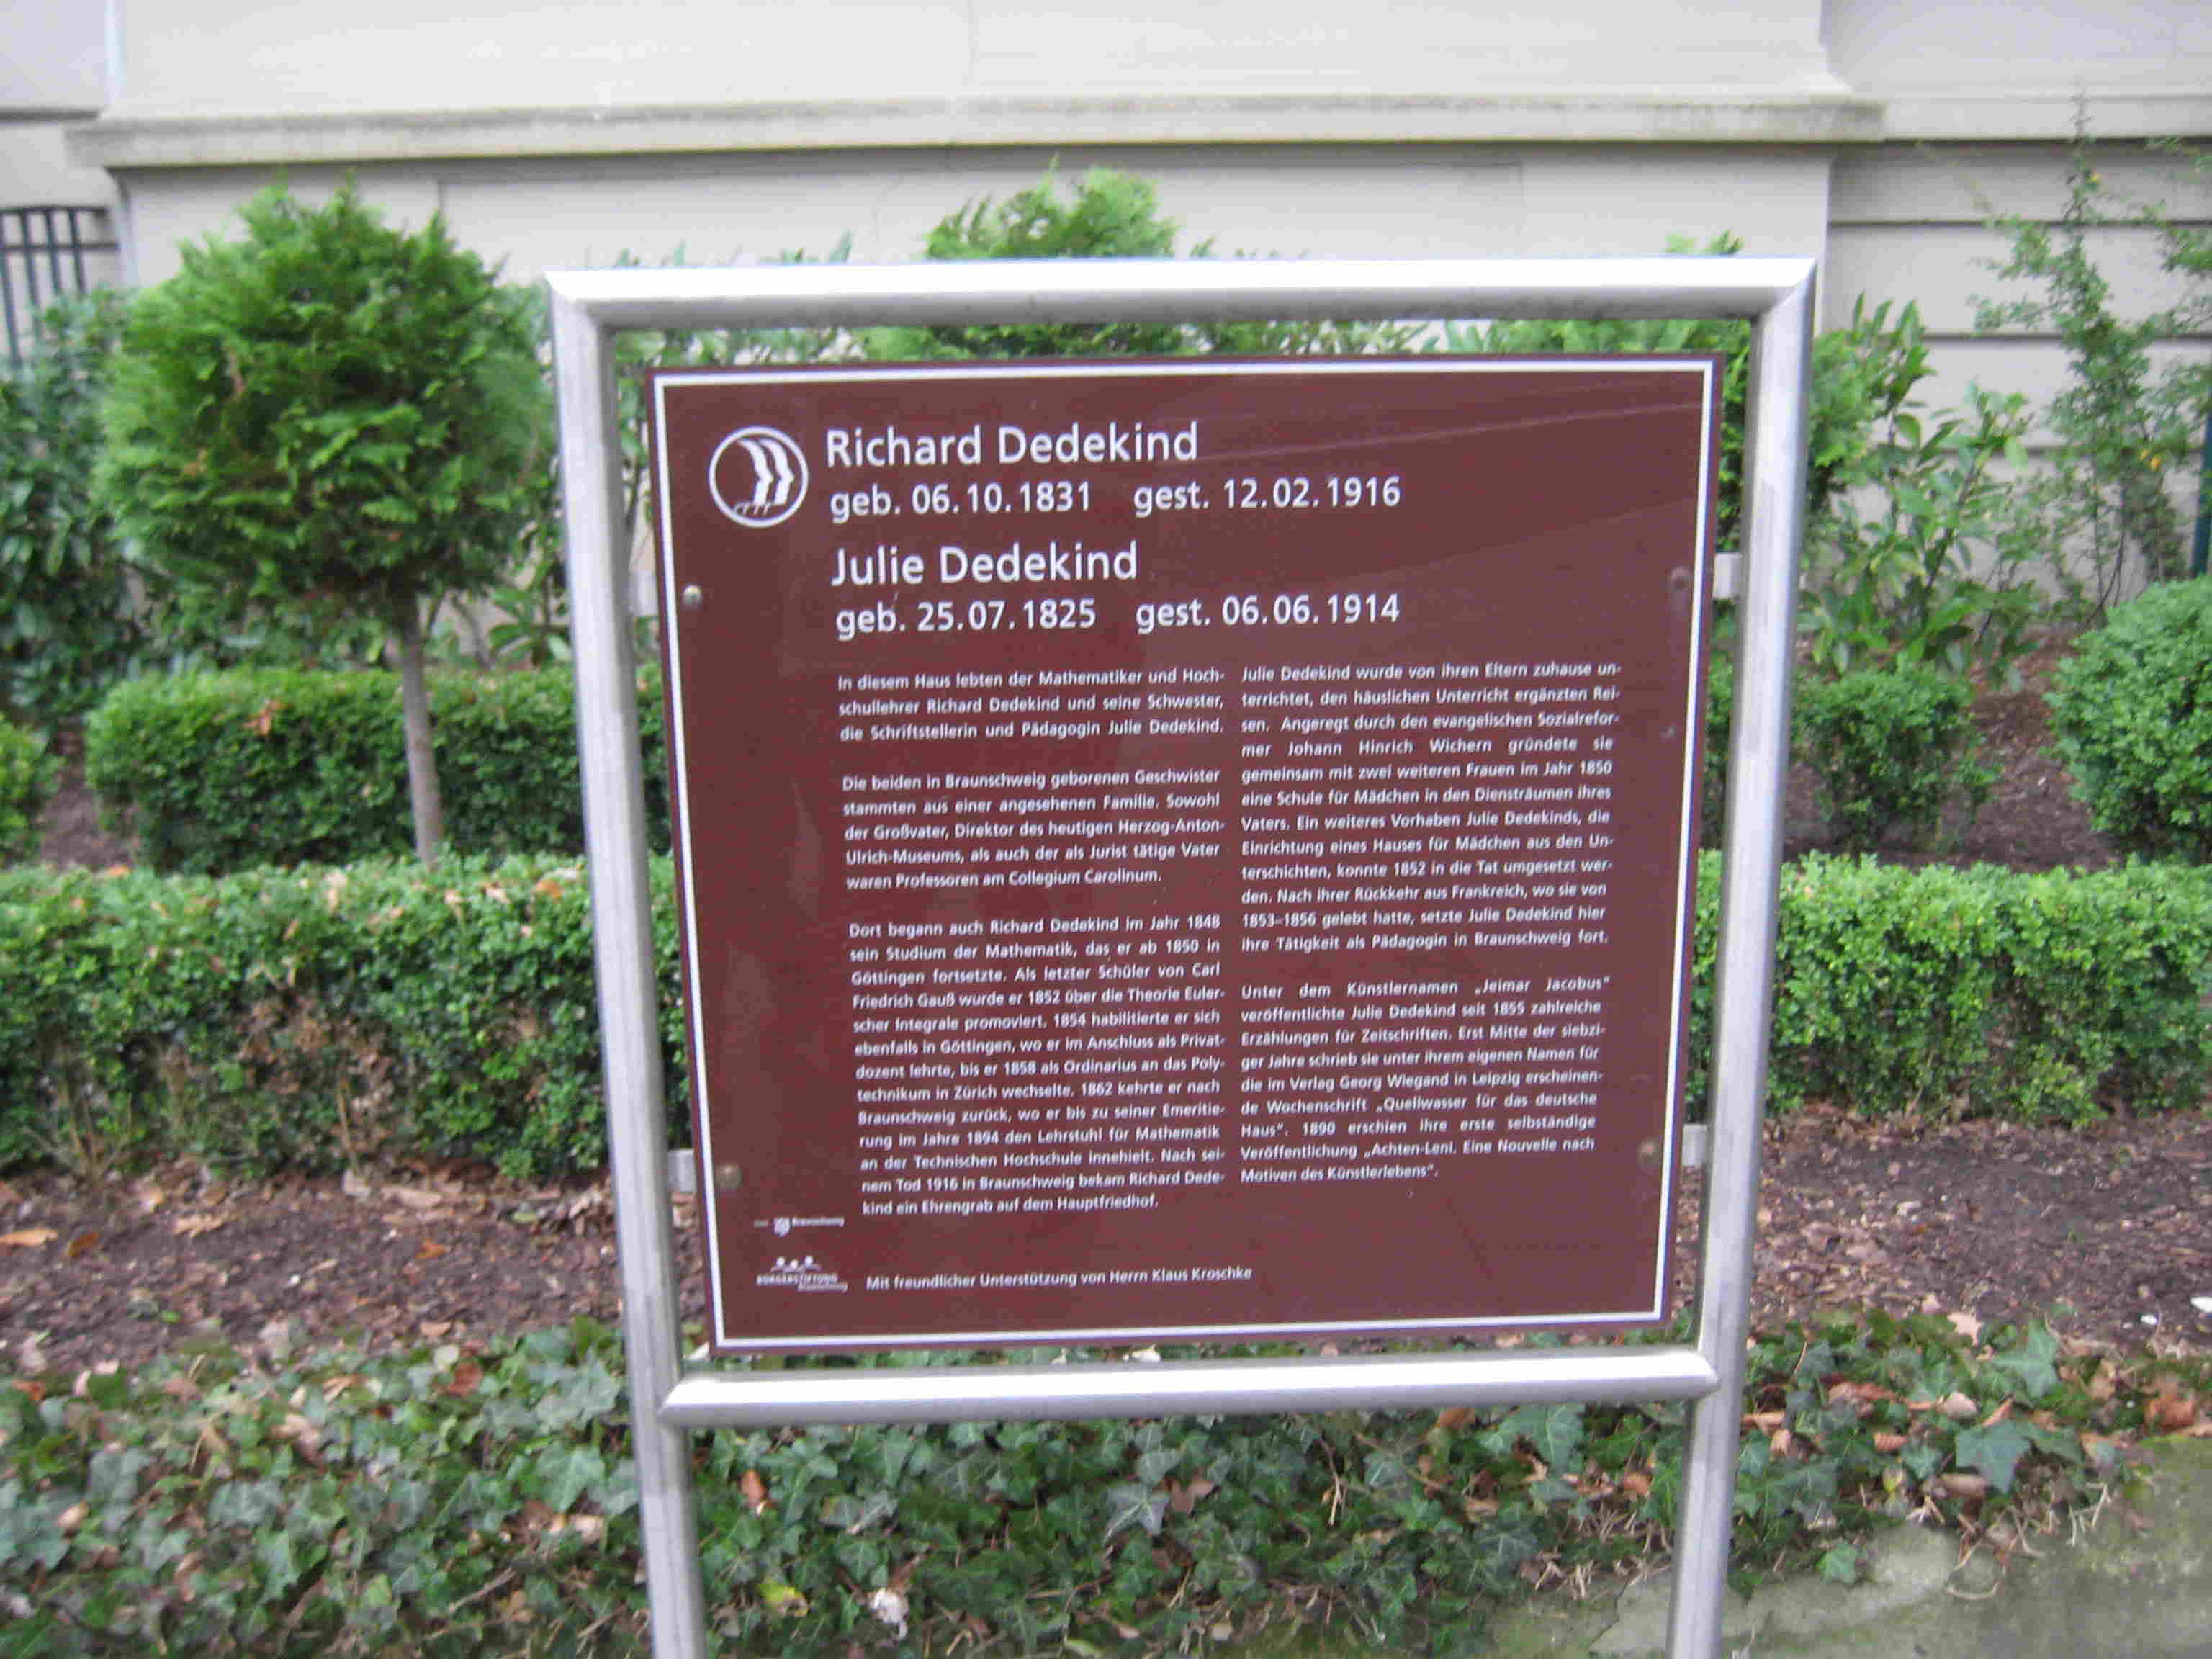 Richard Dedekind
geb. 06.10.1831 gest. 12.02.1916
Julie Dedekind
geb. 25.07.1825 gest. 06.06.1914
In diesem Haus lebten der Mathematiker und Hoch-
schullehrer Richard Dedekind und seine Schwester,
die Schriftstellerin und Pädagogin Julie Dedekind.
Die beiden in Braunschweig geborenen Geschwister
stammten aus einer angesehenen Familie. Sowohl
der Großvater, Direktor des heutigen Herzog-Anton-
Ulrich-Museums, als auch der als Jurist tätige Vater
waren Professoren am Collegium Carolinum.
Dort begann auch Richard Dedekind im Jahr 1848
sein Studium der Mathematik, das er ab 1850 in
Göttingen fortsetzte. Als letzter Schüler von Carl
Friedrich Gauß wurde er 1852 über die Theorie Euler-
scher Integrale promoviert. 1854 habilitierte er sich
ebenfalls in Göttingen, wo er im Anschluss als Privat-
dozent lehrte, bis er 1858 als Ordinarius an das Poly-
technikum in Zürich wechselte. 1862 kehrte er nach
Braunschweig zurück, wo er bis zu seiner Emeritie-
rung im Jahre 1894 den Lehrstuhl für Mathematik
an der Technischen Hochschule innehielt. Nach sei-
nem Tod 1916 in Braunschweig bekam Richard Dede-
kind ein Ehrengrab auf dem Hauptfriedhof.
Julie Dedekind wurde von ihren Eltern zuhause un-
terrichtet, den häuslichen Unterricht ergänzten Rei-
sen. Angeregt durch den evangelischen Sozialrefor-
mer Johann Hinrich Wichern gründete sie
gemeinsam mit zwei weiteren Frauen im Jahr 1850
eine Schule für Mädchen in den Diensträumen ihres
Vaters. Ein weiteres Vorhaben Julie Dedekinds, die
Einrichtung eines Hauses für Mädchen aus den Un-
terschichten, konnte 1852 in die Tat umgesetzt wer-
den. Nach ihrer Rückkehr aus Frankreich, wo sie von
1853–1856 gelebt hatte, setzte Julie Dedekind hier
ihre Tätigkeit als Pädagogin in Braunschweig fort.
Unter dem Künstlernamen „Jeimar Jacobus“
veröffentlichte Julie Dedekind seit 1855 zahlreiche
Erzählungen für Zeitschriften. Erst Mitte der siebzi-
ger Jahre schrieb sie unter ihrem eigenen Namen für
die im Verlag Georg Wiegand in Leipzig erscheinen-
de Wochenschrift „Quellwasser für das deutsche
Haus“. 1890 erschien ihre erste selbständige
Veröffentlichung „Achten-Leni. Eine Nouvelle nach
Motiven des Künstlerlebens“.
Braunschweig
BÜRGERSTIFTUNG
Braunschweig
Mit freundlicher Unterstützung von Herrn Klaus Kroschke